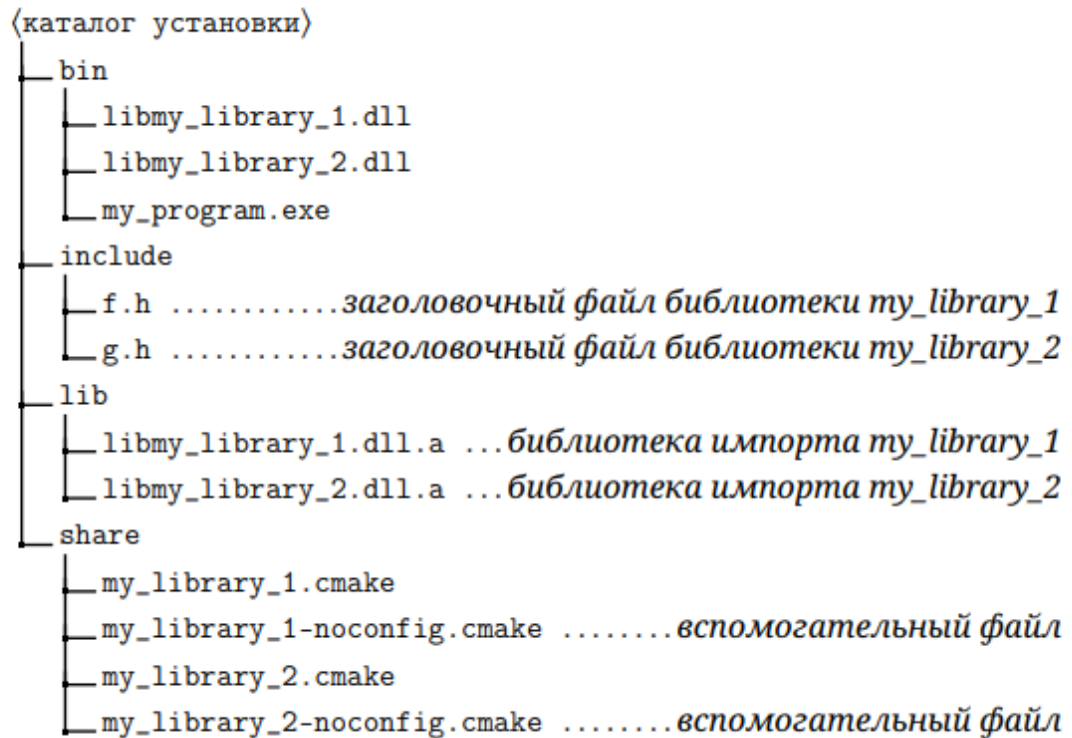 ⟨каталог установки⟩
bin
libmy_library_1.dll
libmy_library_2.dll
my_program.exe
include
f.h ............заголовочный файл библиотеки my_library_1
g.h ............заголовочный файл библиотеки my_library_2
lib
libmy_library_1.dll.a ...библиотека импорта my_library_1
libmy_library_2.dll.a ...библиотека импорта my_library_2
share
my_library_1.cmake
my_library_1-noconfig.cmake ........вспомогательный файл
my_library_2.cmake
my_library_2-noconfig.cmake ........вспомогательный файл